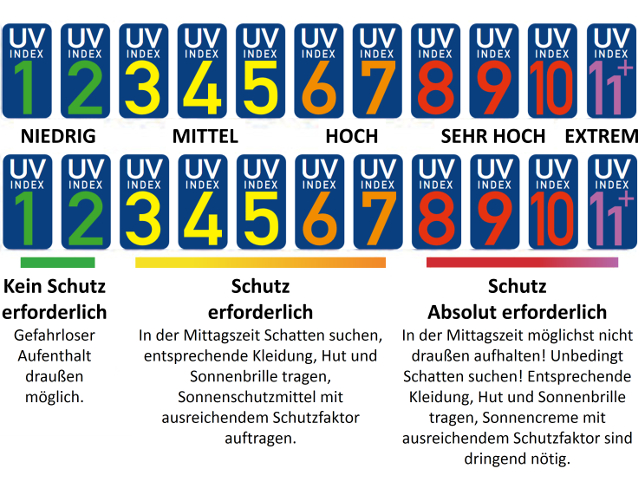 UV UV UV UV UV UV UV UV UV UV UV
INDEX INDEX INDEX INDEX INDEX INDEX INDEX INDEX INDEX INDEX INDEX
1 2 3 4 5 6 7 8 9 10 11+
NIEDRIG MITTEL HOCH SEHR HOCH EXTREM
UV UV UV UV UV UV UV UV UV UV UV
INDEX INDEX INDEX INDEX INDEX INDEX INDEX INDEX INDEX INDEX INDEX
1 2 3 4 5 6 7 8 9 10 11+
Kein Schutz
erforderlich
Gefahrloser
Aufenthalt
draußen
möglich.
Schutz
erforderlich
In der Mittagszeit Schatten suchen,
entsprechende Kleidung, Hut und
Sonnenbrille tragen,
Sonnenschutzmittel mit
ausreichendem Schutzfaktor
auftragen.
Schutz
Absolut erforderlich
In der Mittagszeit möglichst nicht
draußen aufhalten! Unbedingt
Schatten suchen! Entsprechende
Kleidung, Hut und Sonnenbrille
tragen, Sonnencreme mit
ausreichendem Schutzfaktor sind
dringend nötig.